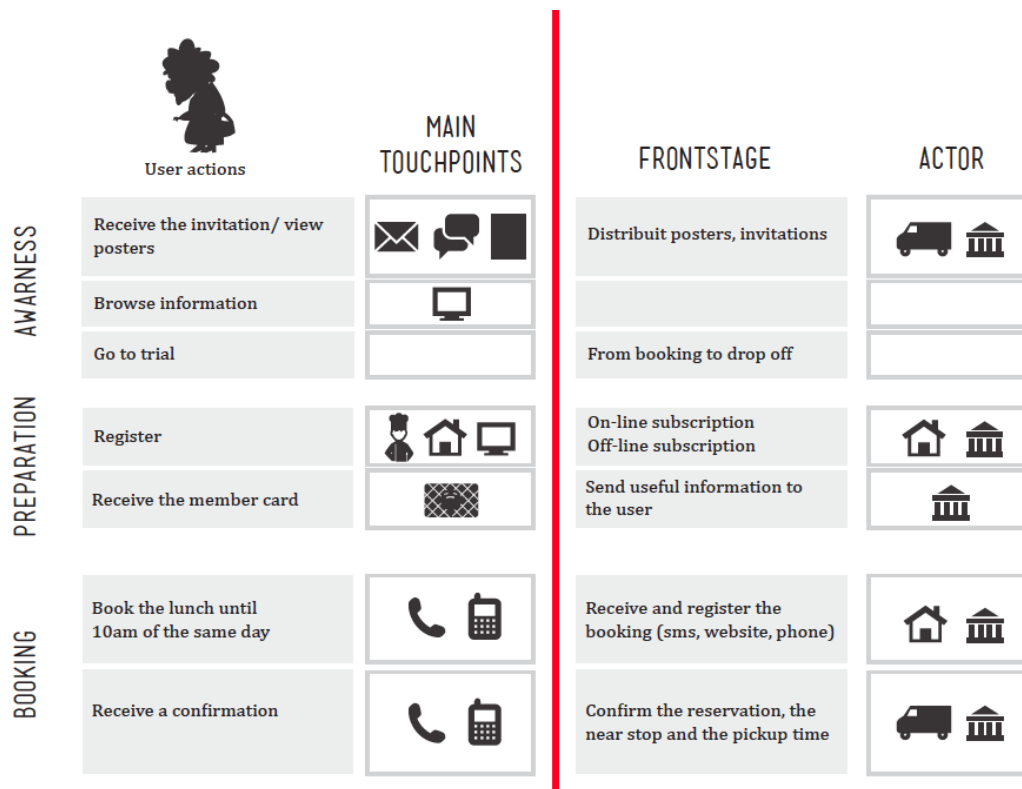 User actions
MAIN
TOUCHPOINTS
FRONTSTAGE
ACTOR
AWARNESS
Receive the invitation/ view
posters
Distribuit posters, invitations
Browse information
Go to trial
From booking to drop off
PREPARATION
Register
On-line subscription
Off-line subscription
Receive the member card
Send useful information to
the user
BOOKING
Book the lunch until
10am of the same day
Receive and register the
booking (sms, website, phone)
Receive a confirmation
Confirm the reservation, the
near stop and the pickup time